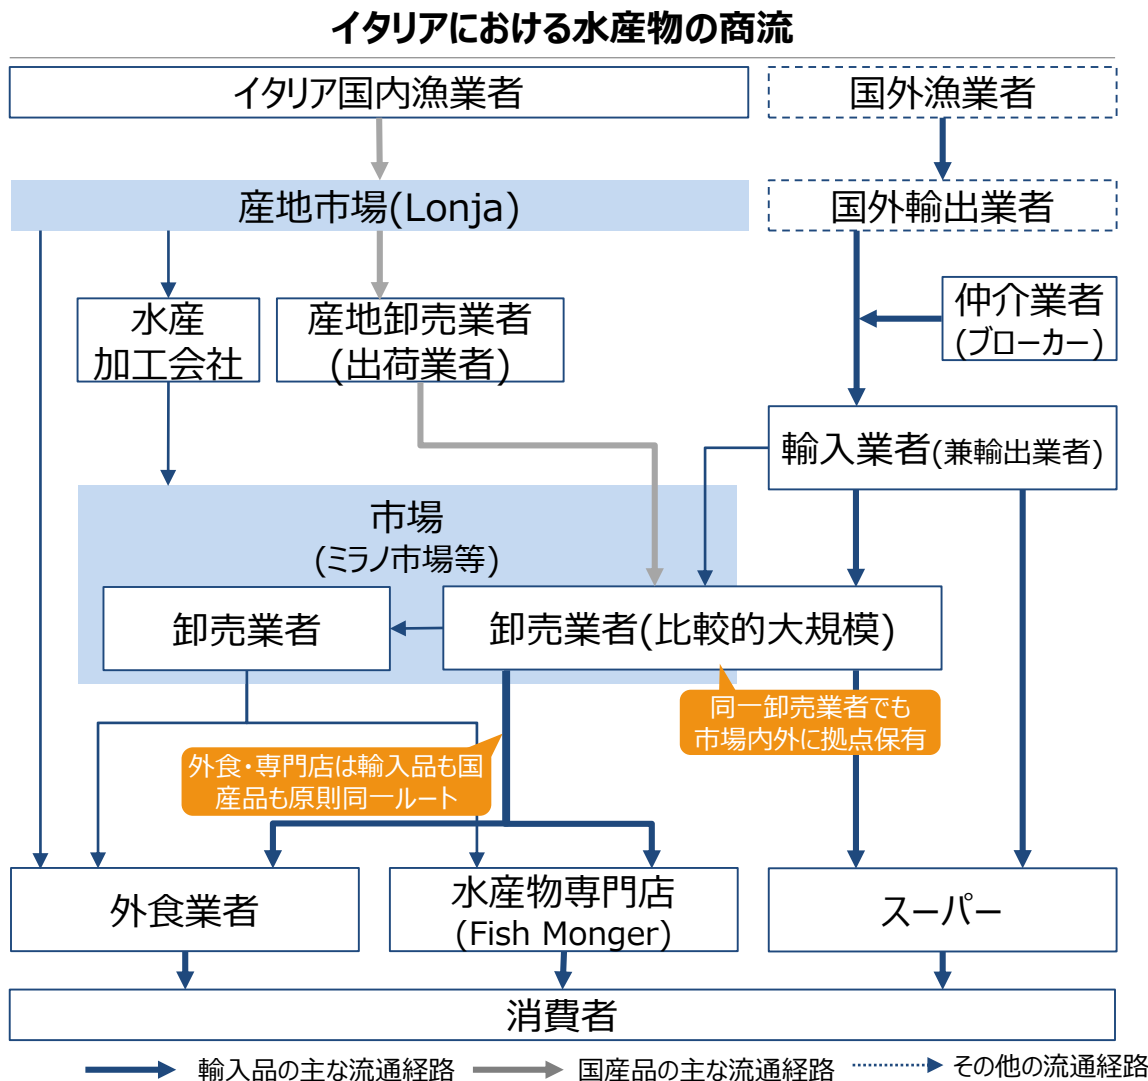 イタリアにおける水産物の商流
イタリア国内漁業者
国外漁業者
産地市場(Lonja)
国外輸出業者
水産
加工会社
産地卸売業者
(出荷業者)
仲介業者
(ブローカー)
輸入業者(兼輸出業者)
市場
(ミラノ市場等)
卸売業者
卸売業者(比較的大規模)
同一卸売業者でも
市場内外に拠点保有
外食・専門店は輸入品も国
産品も原則同一ルート
外食業者
水産物専門店
(Fish Monger)
スーパー
消費者
輸入品の主な流通経路
国産品の主な流通経路
その他の流通経路